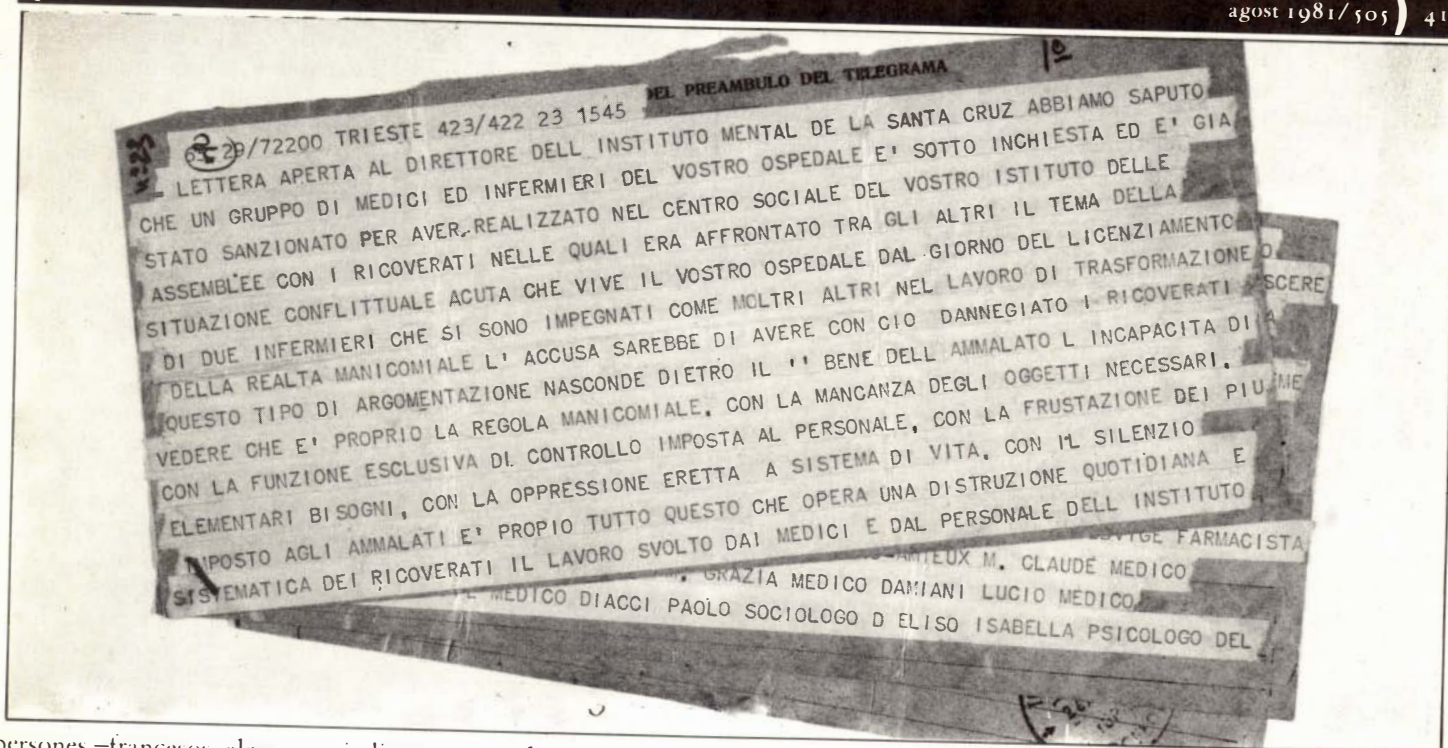 agost 1981/505) 41
DEL PREAMBULO DEL TELEGRAMA
29/72200 TRIESTE 423/422 23 1545
LETTERA APERTA AL DIRETTORE DELL INSTITUTO MENTAL DE LA SANTA CRUZ ABBIAMO SAPUTO
CHE UN GRUPPO DI MEDICI ED INFERMIERI DEL VOSTRO OSPEDALE E' SOTTO INCHIESTA ED E' GIA
STATO SANZIONATO PER AVER REALIZZATO NEL CENTRO SOCIALE DEL VOSTRO ISTITUTO DELLE
ASSEMBLEE CON I RICOVERATI NELLE QUALI ERA AFFRONTATO TRA GLI ALTRI IL TEMA DELLA
SITUAZIONE CONFLITTUALE ACUTA CHE VIVE IL VOSTRO OSPEDALE DAL GIORNO DEL LICENZIAMENTO
DI DUE INFERMIERI CHE SI SONO IMPEGNATI COME MOLTRI ALTRI NEL LAVORO DI TRASFORMAZIONE
DELLA REALTA MANICOMIALE L' ACCUSA SAREBBE DI AVERE CON CIO DANNEGIATO I RICOVERATI
QUESTO TIPO DI ARGOMENTAZIONE NASCONDE DIETRO IL '' BENE DELL AMMALATO L INCAPACITA DI
VEDERE CHE E' PROPRIO LA REGOLA MANICOMIALE, CON LA MANCANZA DEGLI OGGETTI NECESSARI,
CON LA FUNZIONE ESCLUSIVA DI CONTROLLO IMPOSTA AL PERSONALE, CON LA FRUSTAZIONE DEI PIU
ELEMENTARI BISOGNI, CON LA OPPRESSIONE ERETTA A SISTEMA DI VITA, CON IL SILENZIO
IMPOSTO AGLI AMMALATI E' PROPIO TUTTO QUESTO CHE OPERA UNA DISTRUZIONE QUOTIDIANA E
SISTEMATICA DEI RICOVERATI IL LAVORO SVOLTO DAI MEDICI E DAL PERSONALE DELL INSTITUTO
FARMACISTA
M. CLAUDE MEDICO
GRAZIA MEDICO DAMIANI LUCIO MEDICO
MEDICO DIACCI PAOLO SOCIOLOGO D ELISO ISABELLA PSICOLOGO DEL